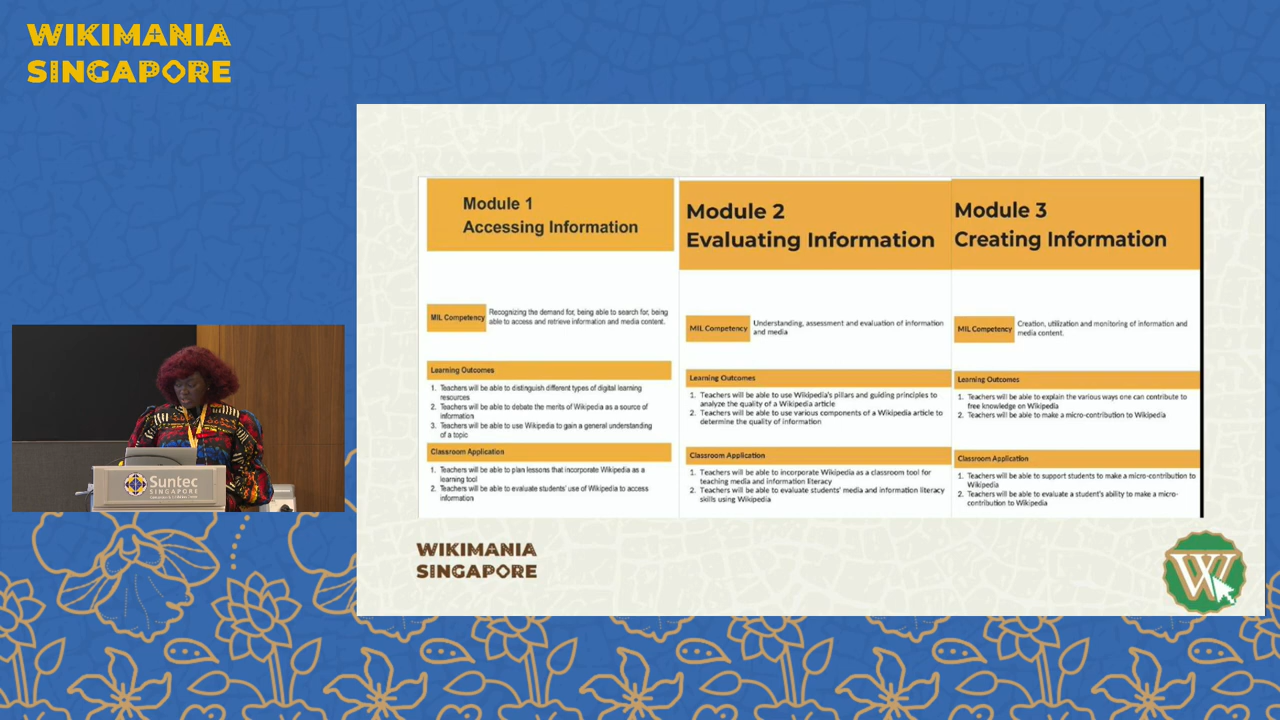 WIKIMANIA
SINGAPORE
Module 1
Accessing Information
MIL Competency
Recognizing the demand for, being able to search for, being
able to access and retrieve information and media content.
Learning Outcomes
1. Teachers will be able to distinguish different types of digital learning
resources
2. Teachers will be able to debate the merits of Wikipedia as a source of
information
3. Teachers will be able to use Wikipedia to gain a general understanding
of a topic
Classroom Application
1. Teachers will be able to plan lessons that incorporate Wikipedia as a
learning tool
2. Teachers will be able to evaluate students' use of Wikipedia to access
information
Module 2
Evaluating Information
MIL Competency
Understanding, assessment and evaluation of information
and media
Learning Outcomes
1. Teachers will be able to use Wikipedia's pillars and guiding principles to
analyze the quality of a Wikipedia article
2. Teachers will be able to use various components of a Wikipedia article to
determine the quality of information
Classroom Application
1. Teachers will be able to incorporate Wikipedia as a classroom tool for
teaching media and information literacy
2. Teachers will be able to evaluate students' media and information literacy
skills using Wikipedia
Module 3
Creating Information
MIL Competency
Creation, utilization and monitoring of information and
media content.
Learning Outcomes
1. Teachers will be able to explain the various ways one can contribute to
free knowledge on Wikipedia
2. Teachers will be able to make a micro-contribution to Wikipedia
Classroom Application
1. Teachers will be able to support students to make a micro-contribution to
Wikipedia
2. Teachers will be able to evaluate a student's ability to make a micro-
contribution to Wikipedia
Suntec
SINGAPORE
WIKIMANIA
SINGAPORE
W